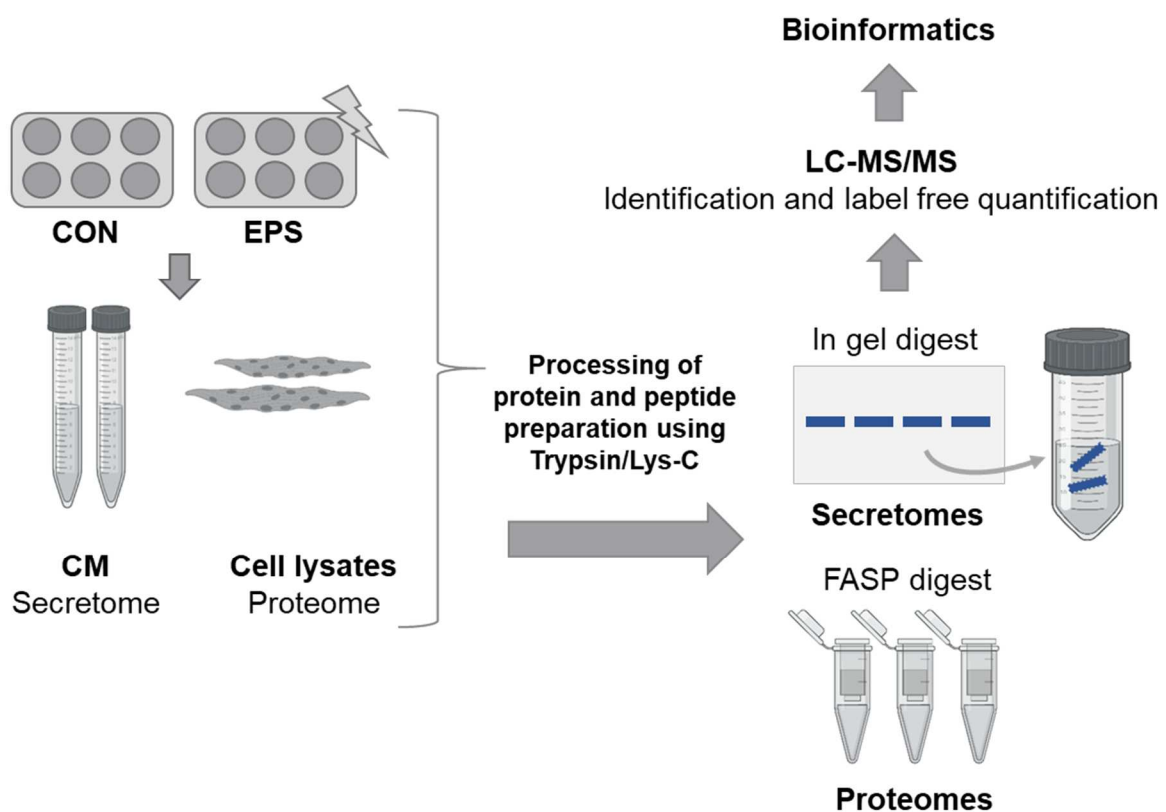 CON
EPS
CM
Secretome
Cell lysates
Proteome
Processing of
protein and peptide
preparation using
Trypsin/Lys-C
Bioinformatics
LC-MS/MS
Identification and label free quantification
In gel digest
Secretomes
FASP digest
Proteomes